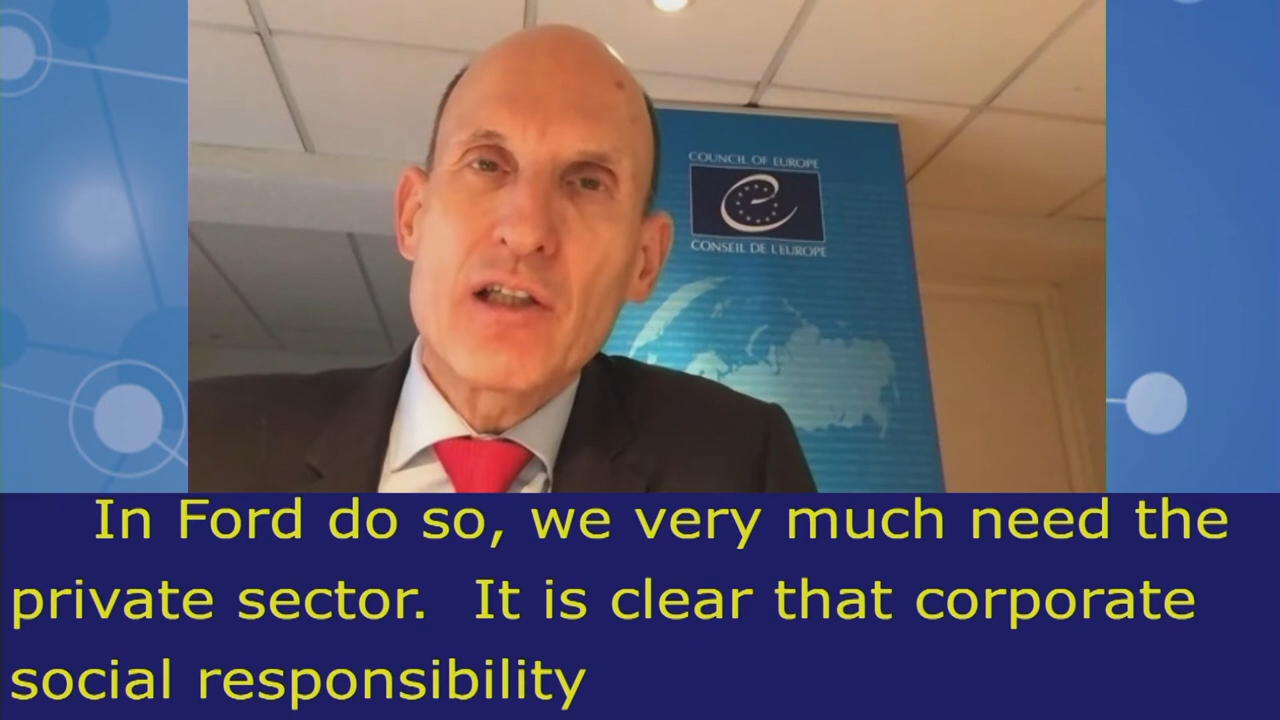 COUNCIL OF EUROPE
CONSEIL DE L'EUROPE
In Ford do so, we very much need the
private sector.  It is clear that corporate
social responsibility